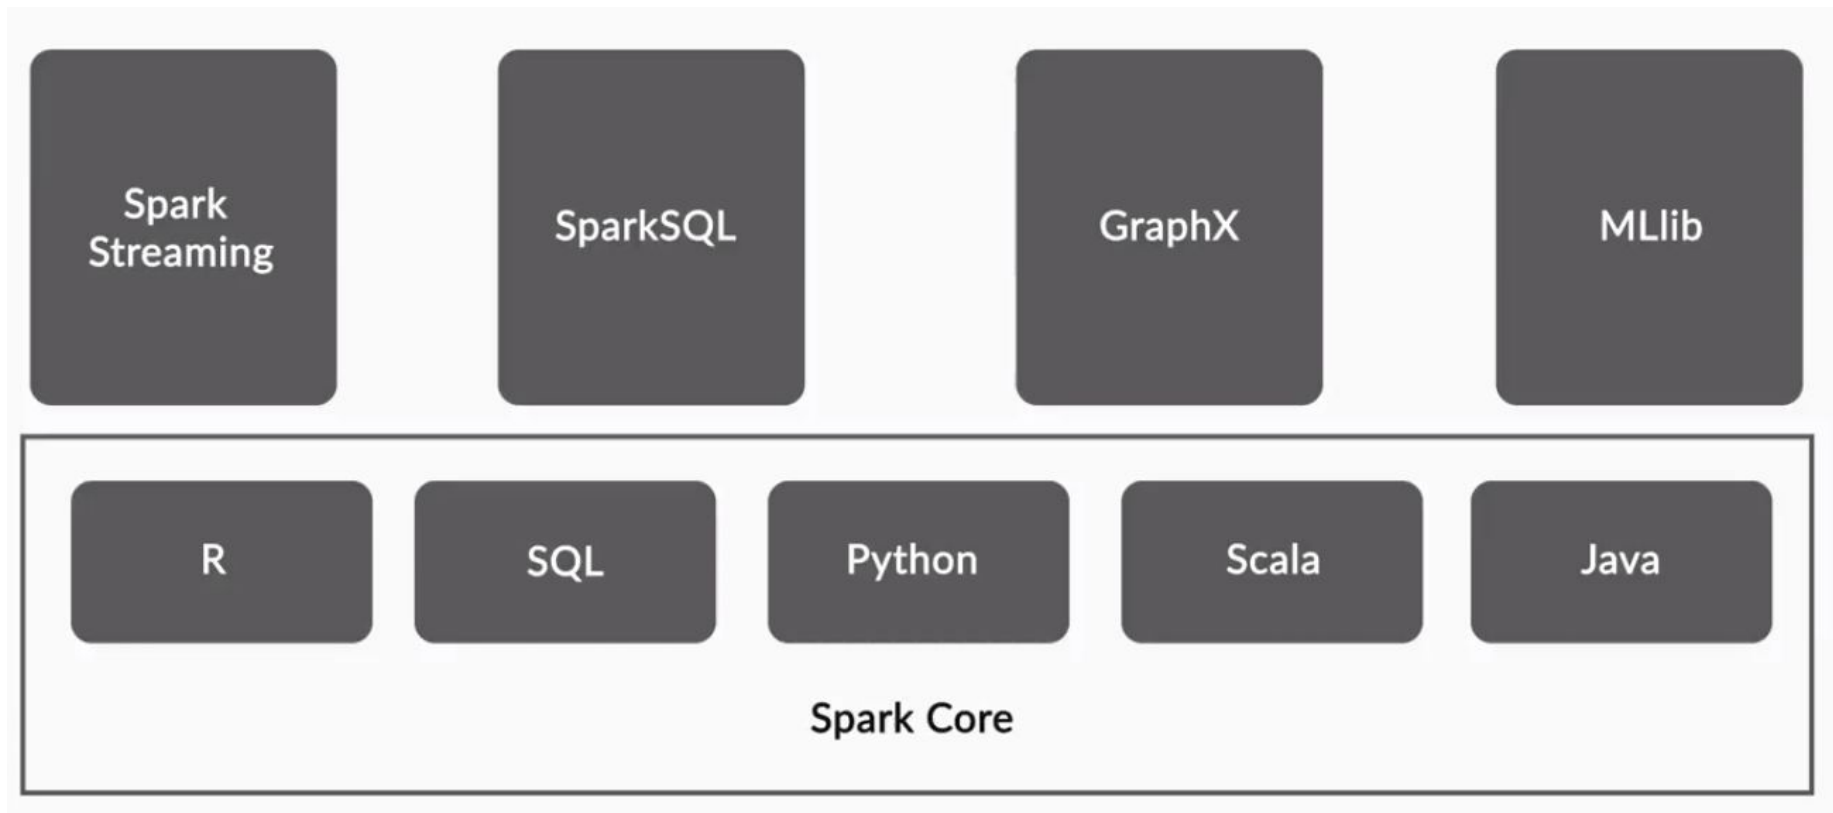 Spark
Streaming
SparkSQL
GraphX
MLlib
R
SQL
Python
Scala
Java
Spark Core